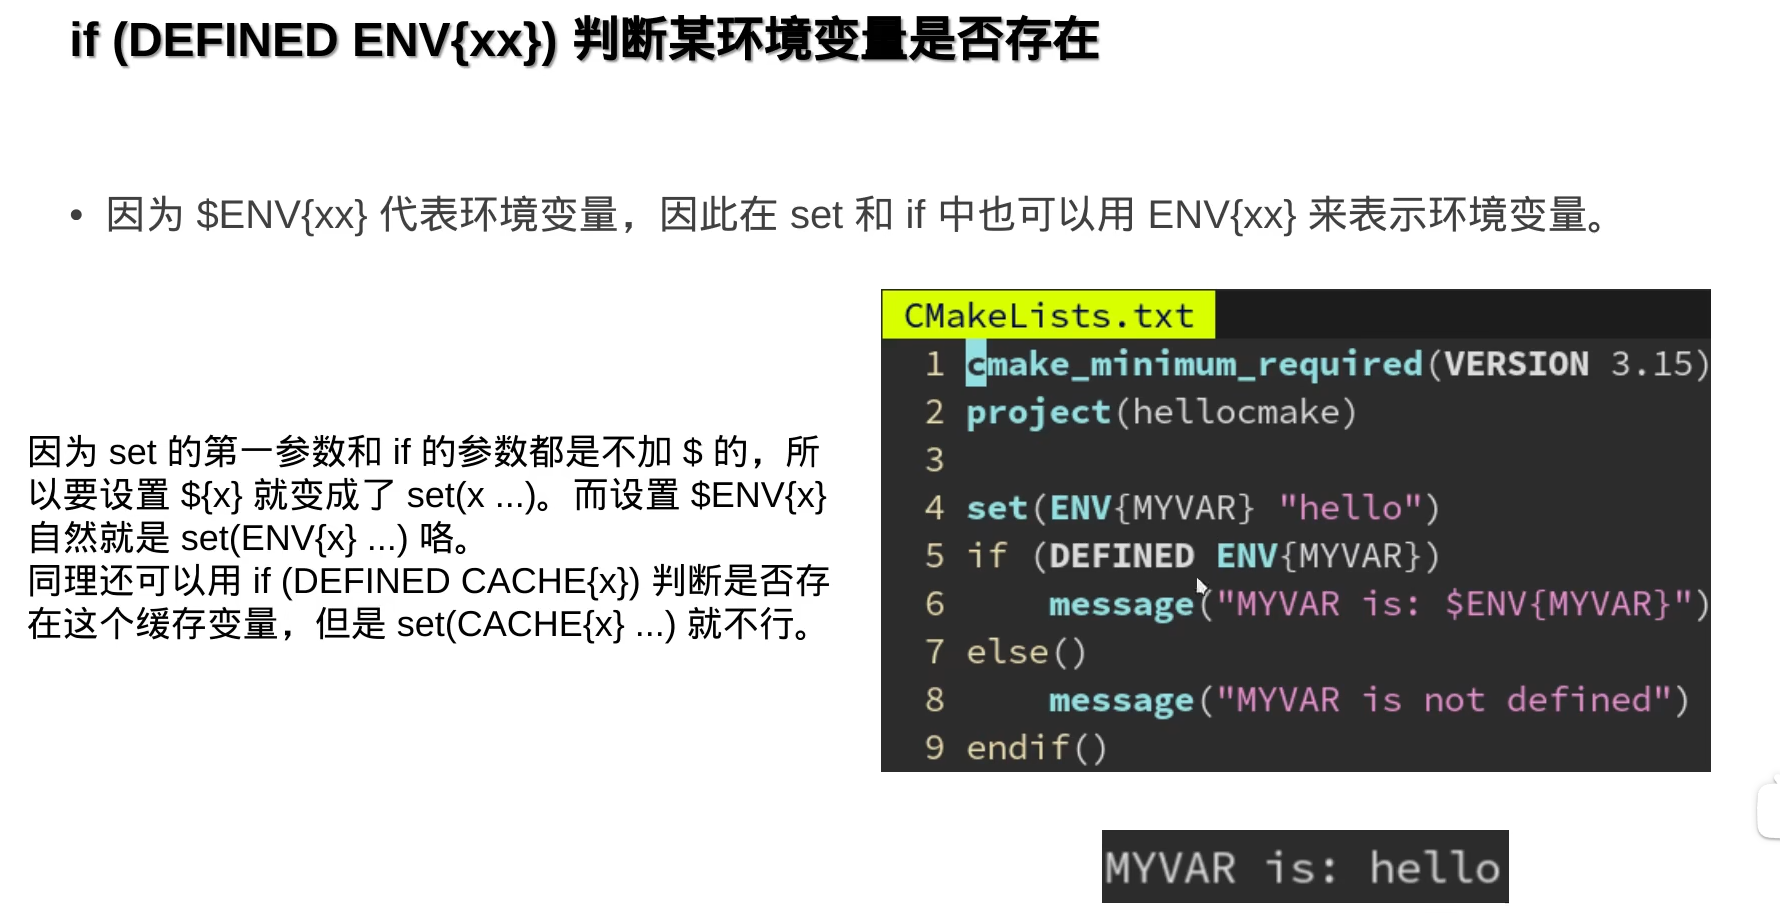 if (DEFINED ENV{xx}) 判断某环境变量是否存在
• 因为 $ENV{xx} 代表环境变量，因此在 set 和 if 中也可以用 ENV{xx} 来表示环境变量。
因为 set 的第一参数和 if 的参数都是不加 $ 的，所
以要设置 ${x} 就变成了 set(x ...)。而设置 $ENV{x}
自然就是 set(ENV{x} ...) 咯。
同理还可以用 if (DEFINED CACHE{x}) 判断是否存
在这个缓存变量，但是 set(CACHE{x} ...) 就不行。
CMakeLists.txt
1 cmake_minimum_required(VERSION 3.15)
2 project(hellocmake)
3
4 set(ENV{MYVAR} "hello")
5 if (DEFINED ENV{MYVAR})
6     message("MYVAR is: $ENV{MYVAR}")
7 else()
8     message("MYVAR is not defined")
9 endif()
MYVAR is: hello